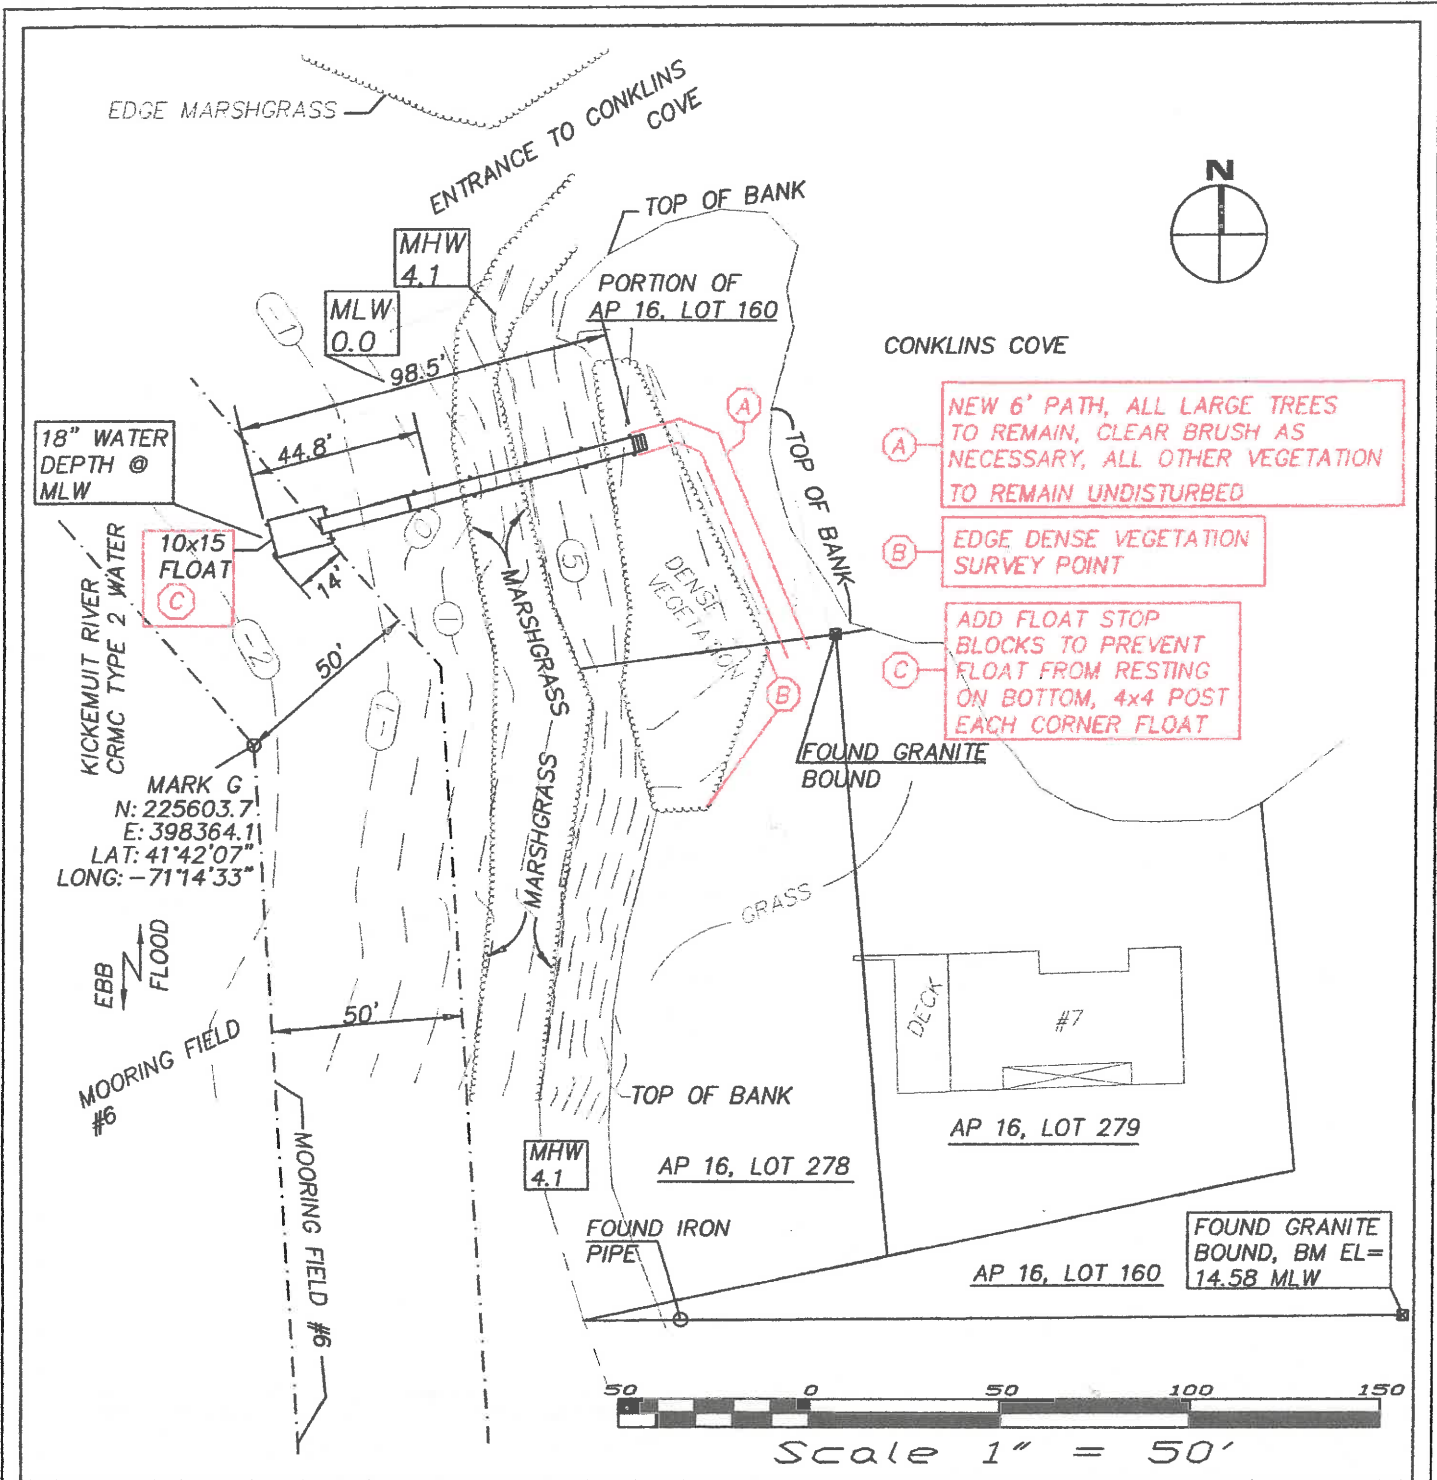 EDGE MARSHGRASS
ENTRANCE TO CONKLINS
COVE
N
TOP OF BANK
MHW
4.1
PORTION OF
AP 16, LOT 160
MLW
0.0
-1
98.5'
CONKLINS COVE
A
NEW 6' PATH, ALL LARGE TREES
TO REMAIN, CLEAR BRUSH AS
NECESSARY, ALL OTHER VEGETATION
TO REMAIN UNDISTURBED
A
18" WATER
DEPTH @
MLW
44.8'
TOP OF BANK
B
EDGE DENSE VEGETATION
SURVEY POINT
10x15
FLOAT
C
14'
0
5
DENSE
VEGETATION
MARSHGRASS
KICKEMUIT RIVER
CRMC TYPE 2 WATER
-2
1
50'
-1
B
C
ADD FLOAT STOP
BLOCKS TO PREVENT
FLOAT FROM RESTING
ON BOTTOM, 4x4 POST
EACH CORNER FLOAT
FOUND GRANITE
BOUND
MARK G
N: 225603.7
E: 398364.1
LAT: 41°42'07"
LONG: -71°14'33"
MARSHGRASS
GRASS
EBB
FLOOD
DECK
#7
50'
MOORING FIELD
#6
TOP OF BANK
AP 16, LOT 279
MHW
4.1
AP 16, LOT 278
MOORING FIELD #6
FOUND IRON
PIPE
AP 16, LOT 160
FOUND GRANITE
BOUND, BM EL=
14.58 MLW
50 0 50 100 150
Scale 1" = 50'